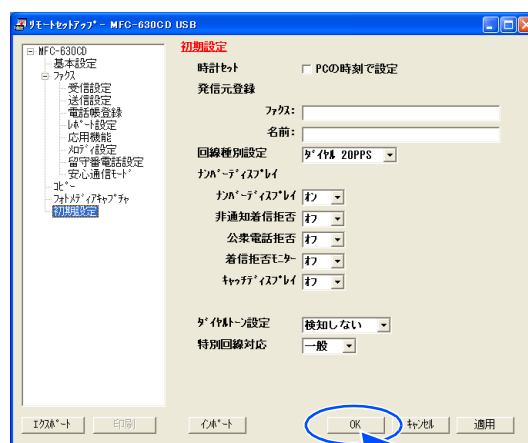 ﾘﾓｰﾄｾｯﾄｱｯﾌﾟ - MFC-630CD USB
MFC-630CD
基本設定
ﾌｧｸｽ
受信設定
送信設定
電話帳登録
ﾚﾎﾟｰﾄ設定
応用機能
ﾒﾛﾃﾞｨ設定
留守番電話設定
安心通信ﾓｰﾄﾞ
ｺﾋﾟｰ
ﾌｫﾄﾒﾃﾞｨｱｷｬﾌﾟﾁｬ
初期設定
初期設定
時計ｾｯﾄ PCの時刻で設定
発信元登録
ﾌｧｸｽ:
名前:
回線種別設定 ﾀﾞｲﾔﾙ 20PPS
ﾅﾝﾊﾞｰﾃﾞｨｽﾌﾟﾚｲ
ﾅﾝﾊﾞｰﾃﾞｨｽﾌﾟﾚｲ ｵﾝ
非通知着信拒否 ｵﾌ
公衆電話拒否 ｵﾌ
着信拒否ﾓﾆﾀｰ ｵﾌ
ｷｬｯﾁﾃﾞｨｽﾌﾟﾚｲ ｵﾌ
ﾀﾞｲﾔﾙﾄｰﾝ設定 検知しない
特別回線対応 一般
ｴｸｽﾎﾟｰﾄ 印刷 ｲﾝﾎﾟｰﾄ OK ｷｬﾝｾﾙ 適用